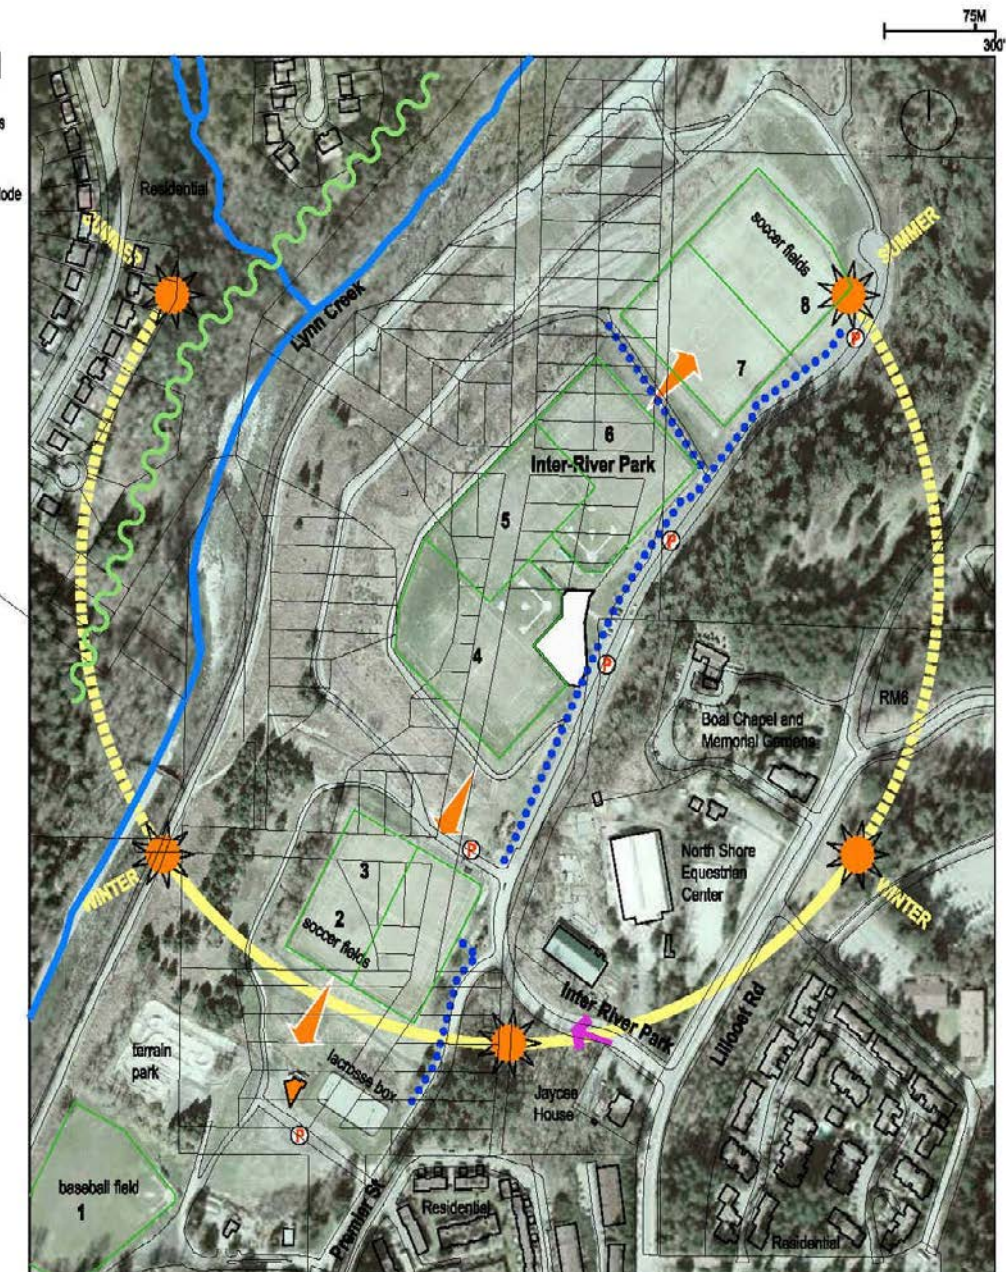 75M
300'
s
lode
Residential
SUMMER
SUMMER
soccer fields
8
P
Lynn Creek
7
6
Inter-River Park
5
P
4
P
RM6
Boal Chapel and
Memorial Gardens
P
3
North Shore
Equestrian
Center
WINTER
WINTER
2
soccer fields
L
Inter River Park
Lillooet Rd
terrain
park
lacrosse box
Jaycee
House
P
baseball field
1
Premier St
Residential
Residential